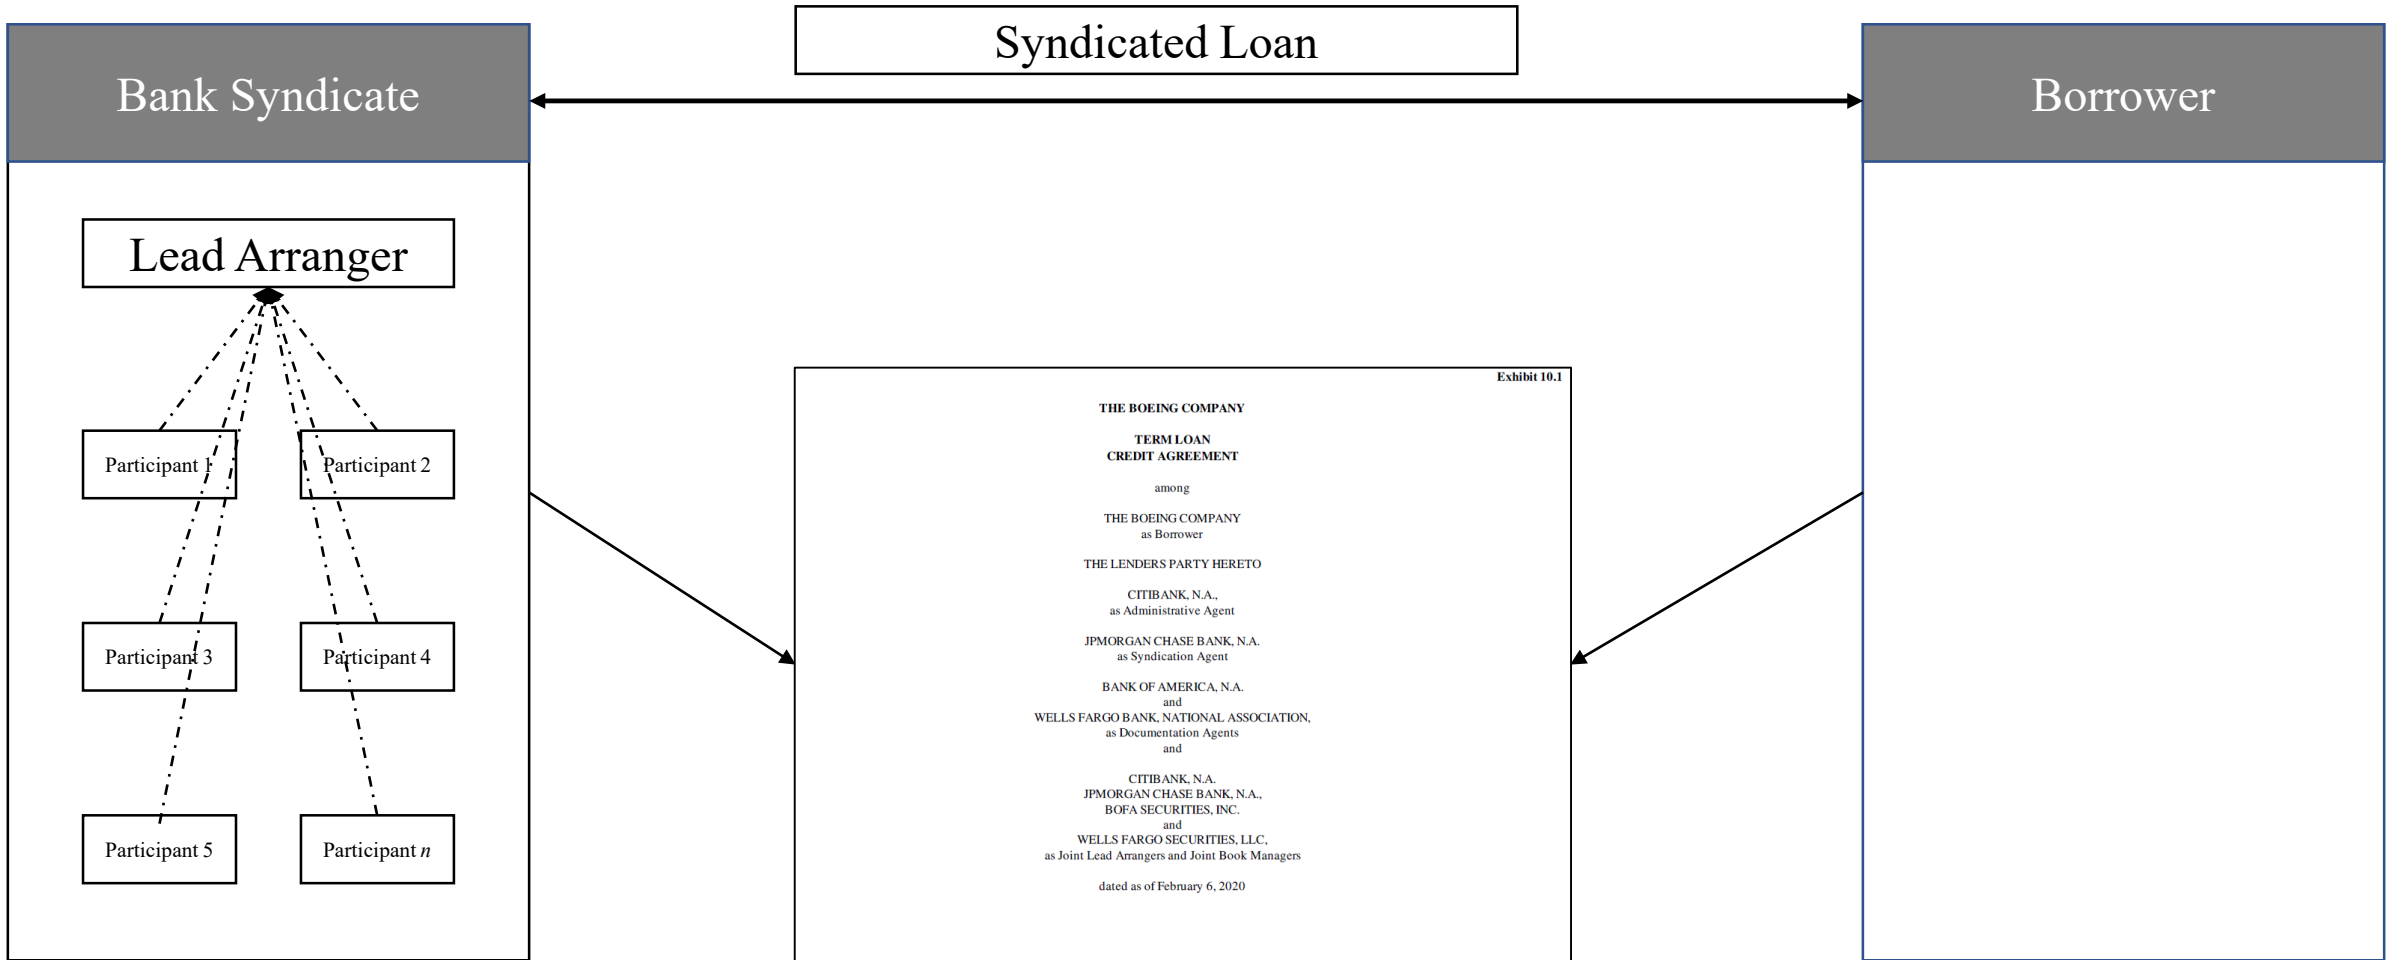 Syndicated Loan
Bank Syndicate
Borrower
Lead Arranger
Participant 1
Participant 2
Participant 3
Participant 4
Participant 5
Participant n
Exhibit 10.1
THE BOEING COMPANY
TERM LOAN
CREDIT AGREEMENT
among
THE BOEING COMPANY
as Borrower
THE LENDERS PARTY HERETO
CITIBANK, N.A.,
as Administrative Agent
JPMORGAN CHASE BANK, N.A.
as Syndication Agent
BANK OF AMERICA, N.A.
and
WELLS FARGO BANK, NATIONAL ASSOCIATION,
as Documentation Agents
and
CITIBANK, N.A.
JPMORGAN CHASE BANK, N.A.,
BOFA SECURITIES, INC.
and
WELLS FARGO SECURITIES, LLC,
as Joint Lead Arrangers and Joint Book Managers
dated as of February 6, 2020